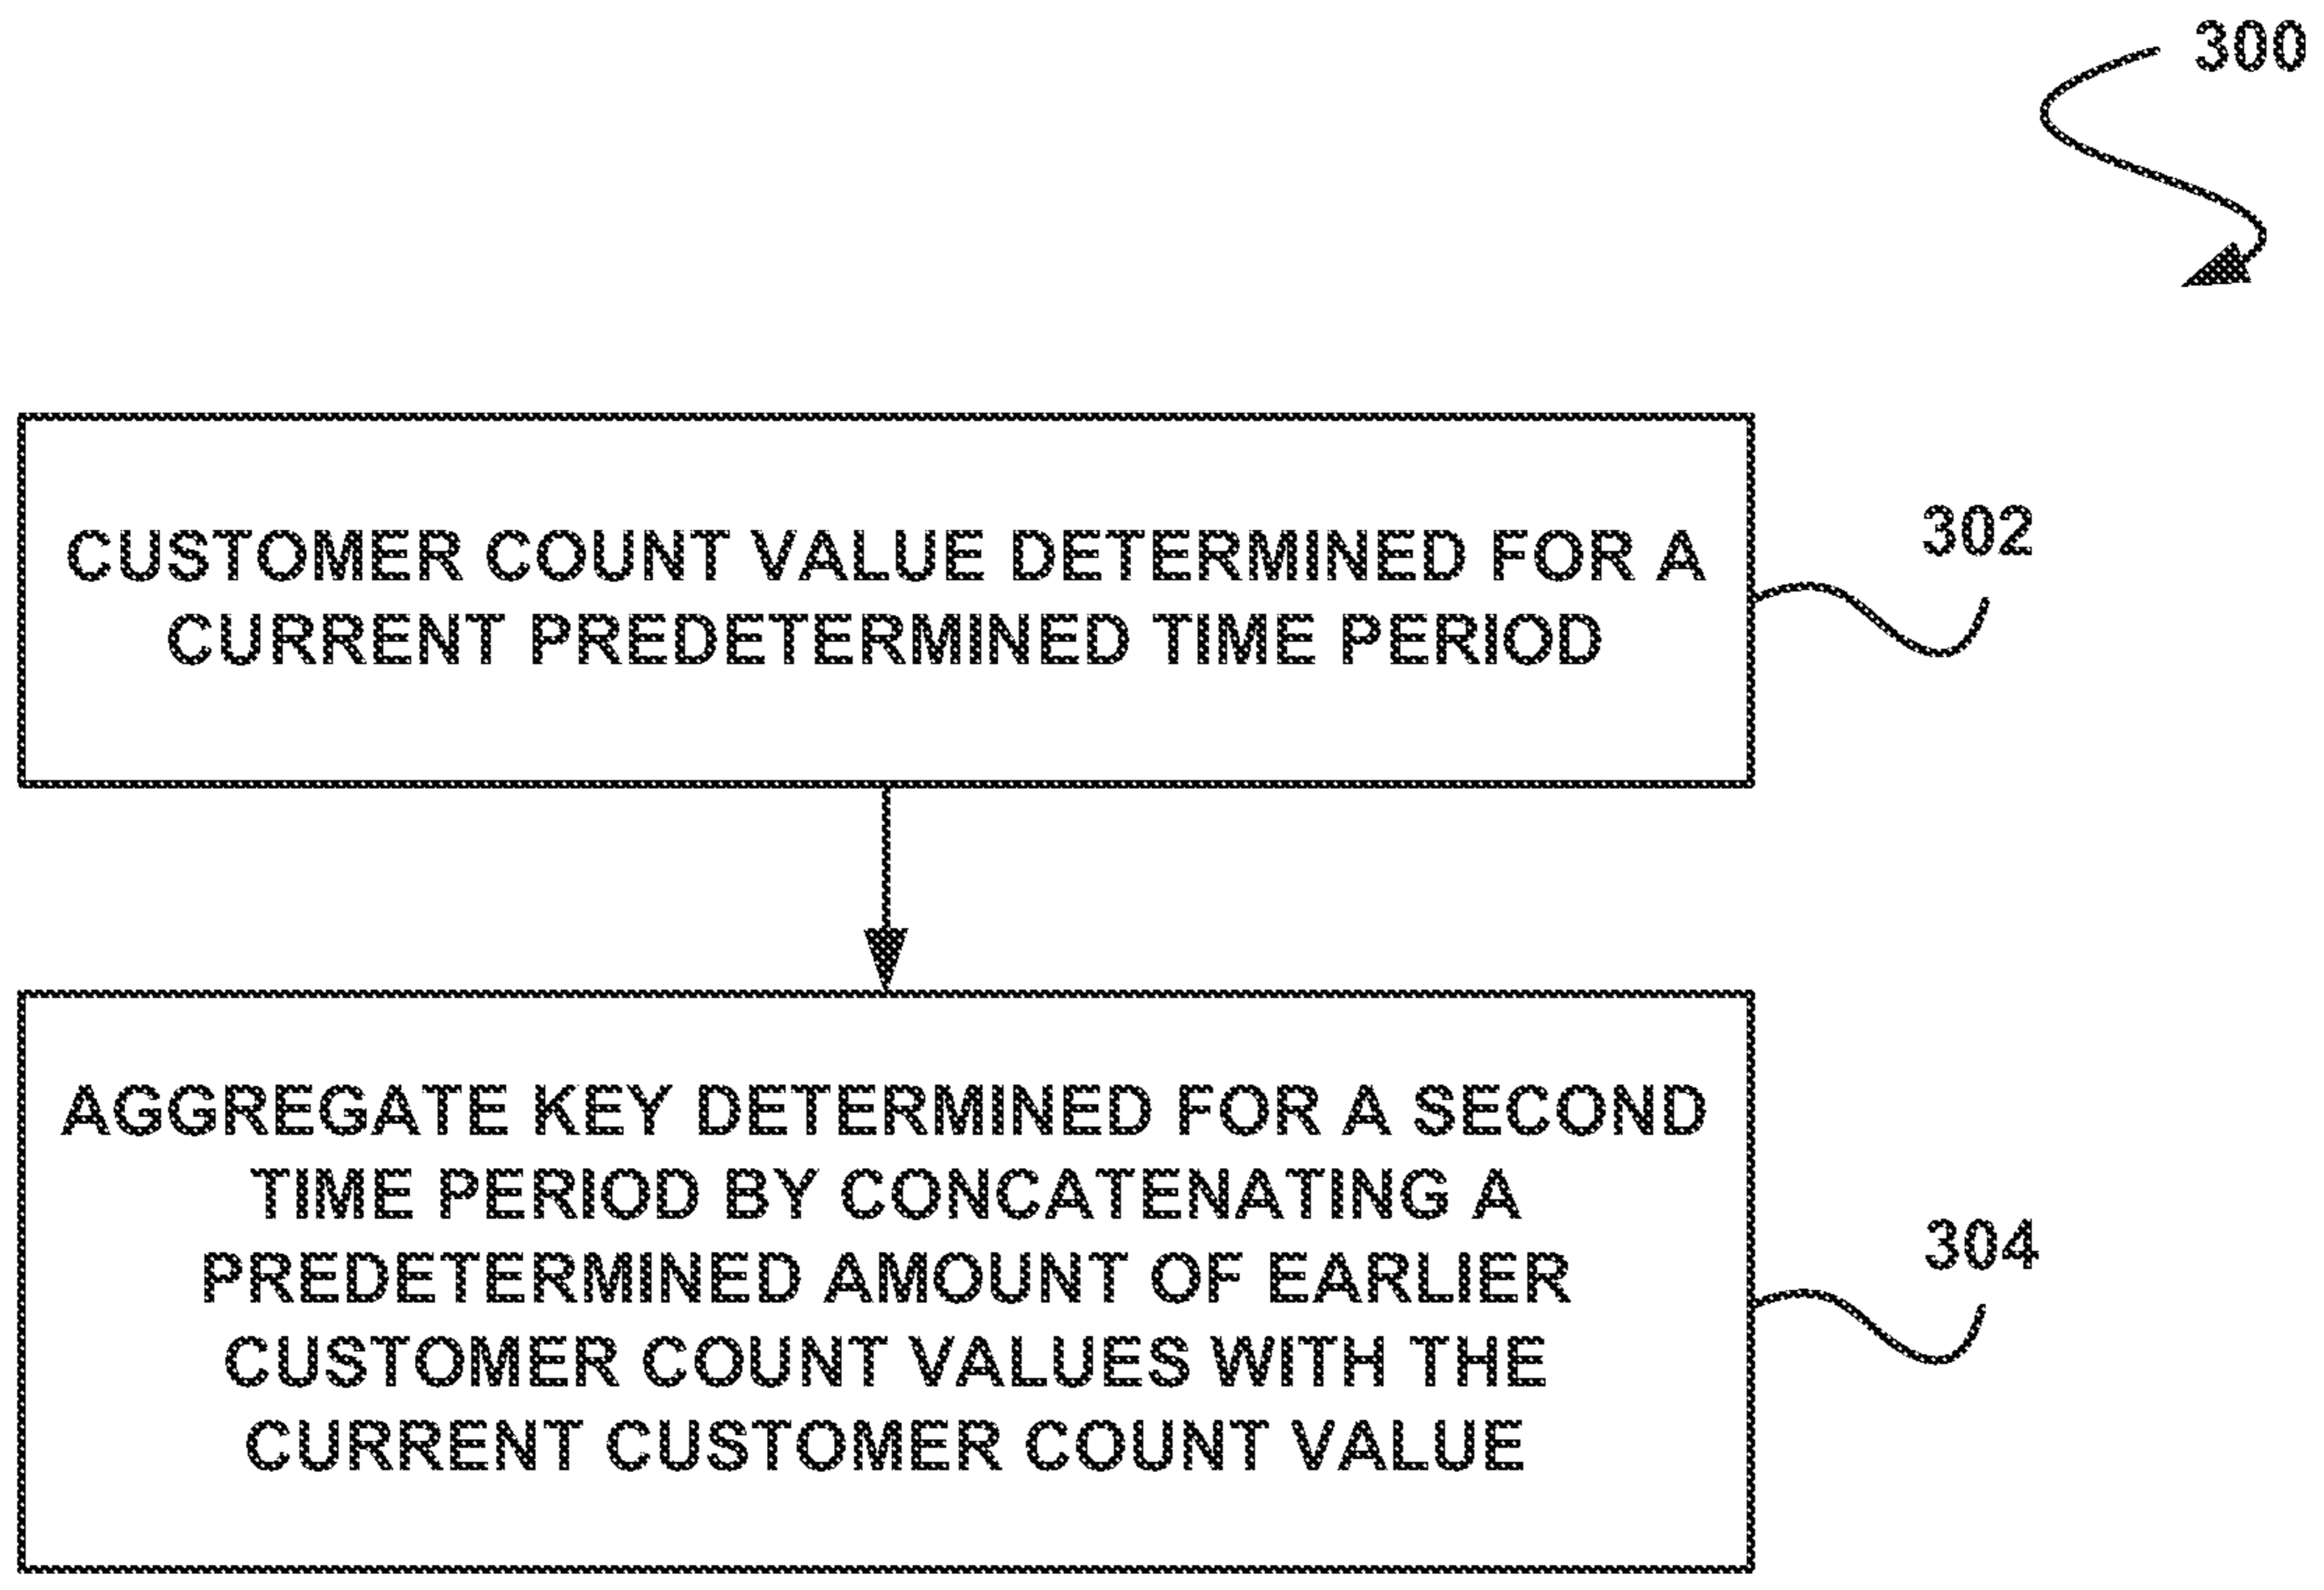 300
CUSTOMER COUNT VALUE DETERMINED FOR A
CURRENT PREDETERMINED TIME PERIOD
302
AGGREGATE KEY DETERMINED FOR A SECOND
TIME PERIOD BY CONCATENATING A
PREDETERMINED AMOUNT OF EARLIER
CUSTOMER COUNT VALUES WITH THE
CURRENT CUSTOMER COUNT VALUE
304